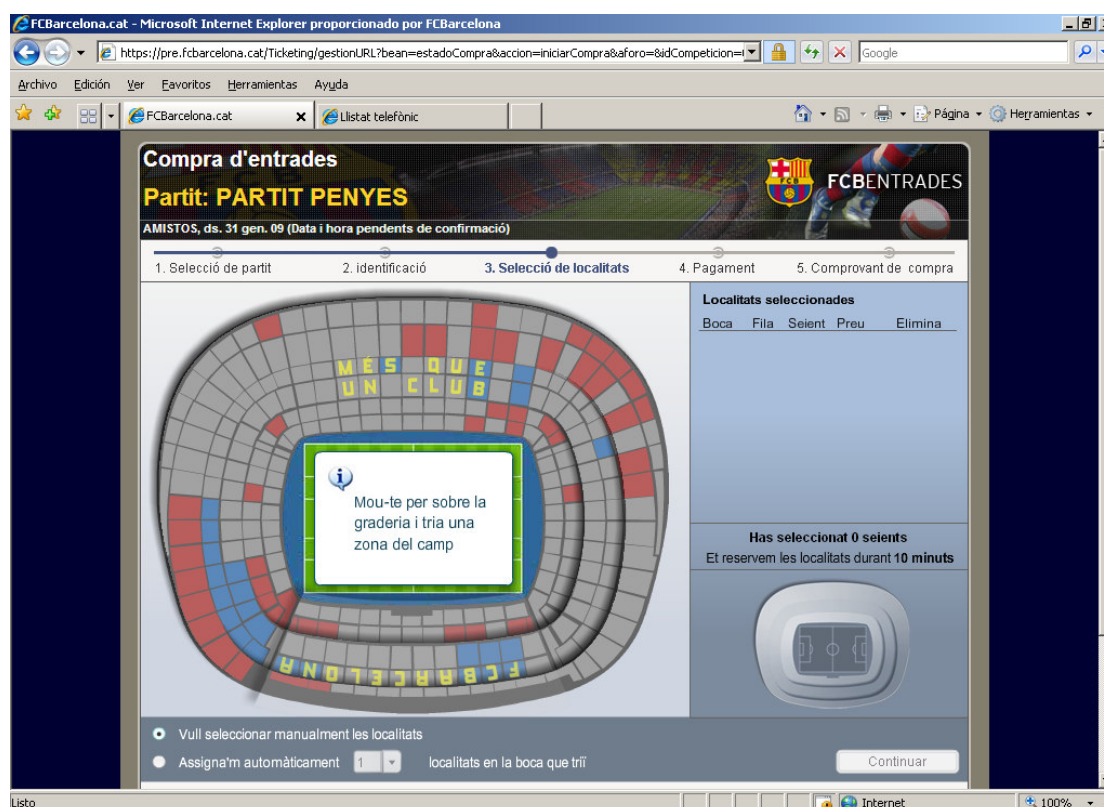 FCBarcelona.cat - Microsoft Internet Explorer proporcionado por FCBarcelona
https://pre.fcbarcelona.cat/Ticketing/gestionURL?bean=estadoCompra&accion=iniciarCompra&aforo=&idCompeticion=
Google
Archivo Edición Ver Favoritos Herramientas Ayuda
FCBarcelona.cat
Llistat telefònic
Página
Herramientas
Compra d'entrades
Partit: PARTIT PENYES
AMISTOS, ds. 31 gen. 09 (Data i hora pendents de confirmació)
FCB
FCBENTRADES
1. Selecció de partit
2. identificació
3. Selecció de localitats
4. Pagament
5. Comprovant de compra
MÉS QUE
UN CLUB
Mou-te per sobre la
graderia i tria una
zona del camp
FCBARCELONA
Localitats seleccionades
Boca Fila Seient Preu Elimina
Has seleccionat 0 seients
Et reservem les localitats durant 10 minuts
Vull seleccionar manualment les localitats
Assigna'm automàticament 1 localitats en la boca que triï
Continuar
Listo
Internet
100%